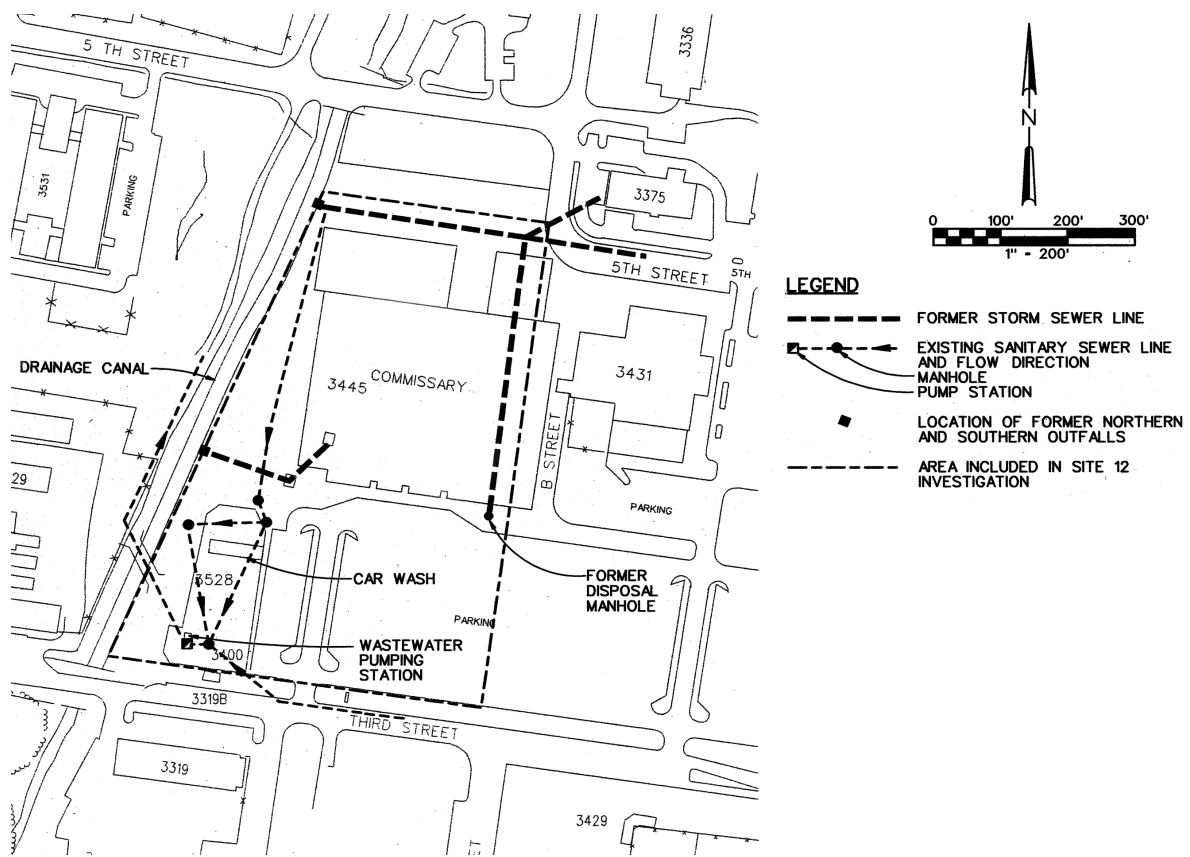 5 TH STREET
3336
N
3531
PARKING
3375
0 100' 200' 300'
1" - 200'
5TH STREET
5TH
LEGEND
FORMER STORM SEWER LINE
EXISTING SANITARY SEWER LINE
AND FLOW DIRECTION
MANHOLE
PUMP STATION
LOCATION OF FORMER NORTHERN
AND SOUTHERN OUTFALLS
AREA INCLUDED IN SITE 12
INVESTIGATION
DRAINAGE CANAL
COMMISSARY
3445
3431
B STREET
29
PARKING
3528
CAR WASH
FORMER
DISPOSAL
MANHOLE
PARKING
WASTEWATER
PUMPING
STATION
3400
3319B
THIRD STREET
3319
3429